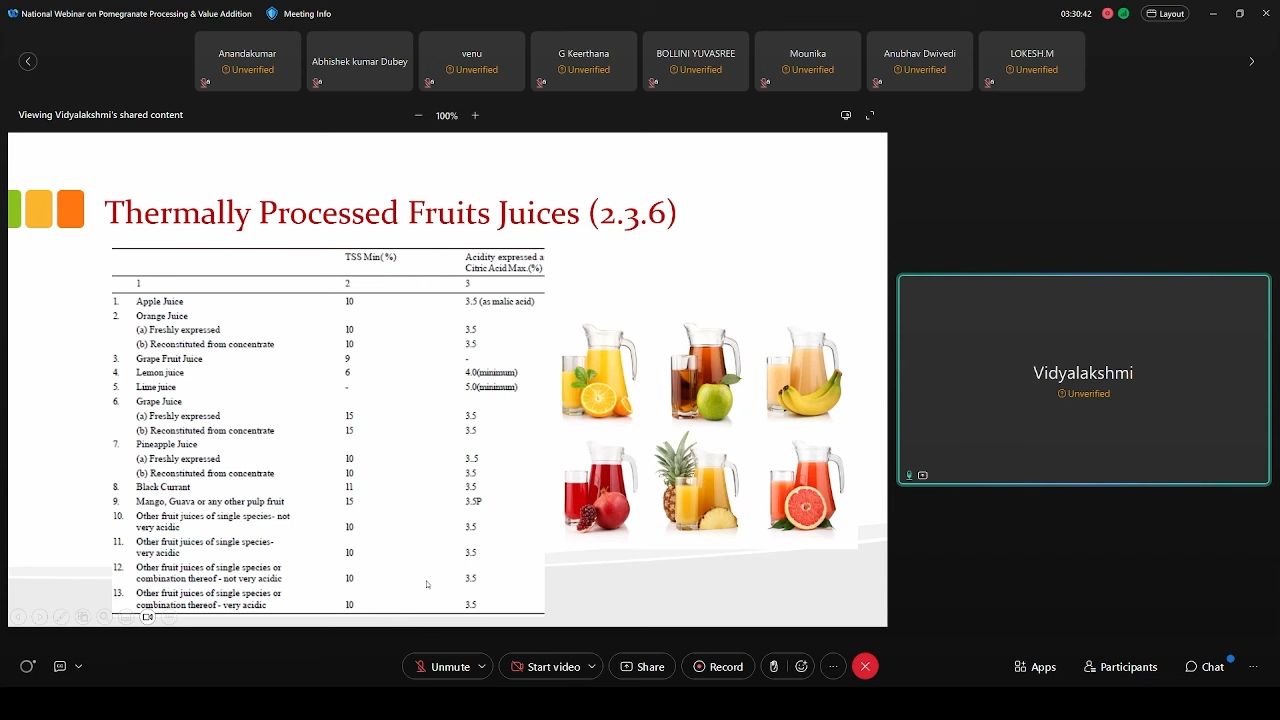 National Webinar on Pomegranate Processing & Value Addition
Meeting Info
03:30:42
Layout
Anandakumar
Unverified
Abhishek kumar Dubey
venu
Unverified
G Keerthana
Unverified
BOLLINI YUVASREE
Unverified
Mounika
Unverified
Anubhav Dwivedi
Unverified
LOKESH.M
Unverified
Viewing Vidyalakshmi's shared content
100%
Thermally Processed Fruits Juices (2.3.6)
TSS Min(%) Acidity expressed a
Citric Acid Max.(%)
1 2 3
1. Apple Juice 10 3.5 (as malic acid)
2. Orange Juice
(a) Freshly expressed 10 3.5
(b) Reconstituted from concentrate 10 3.5
3. Grape Fruit Juice 9 -
4. Lemon juice 6 4.0(minimum)
5. Lime juice - 5.0(minimum)
6. Grape Juice
(a) Freshly expressed 15 3.5
(b) Reconstituted from concentrate 15 3.5
7. Pineapple Juice
(a) Freshly expressed 10 3..5
(b) Reconstituted from concentrate 10 3.5
8. Black Currant 11 3.5
9. Mango, Guava or any other pulp fruit 15 3.5P
10. Other fruit juices of single species- not
very acidic 10 3.5
11. Other fruit juices of single species-
very acidic 10 3.5
12. Other fruit juices of single species or
combination thereof - not very acidic 10 3.5
13. Other fruit juices of single species or
combination thereof - very acidic 10 3.5
Vidyalakshmi
Unverified
Unmute
Start video
Share
Record
Apps
Participants
Chat